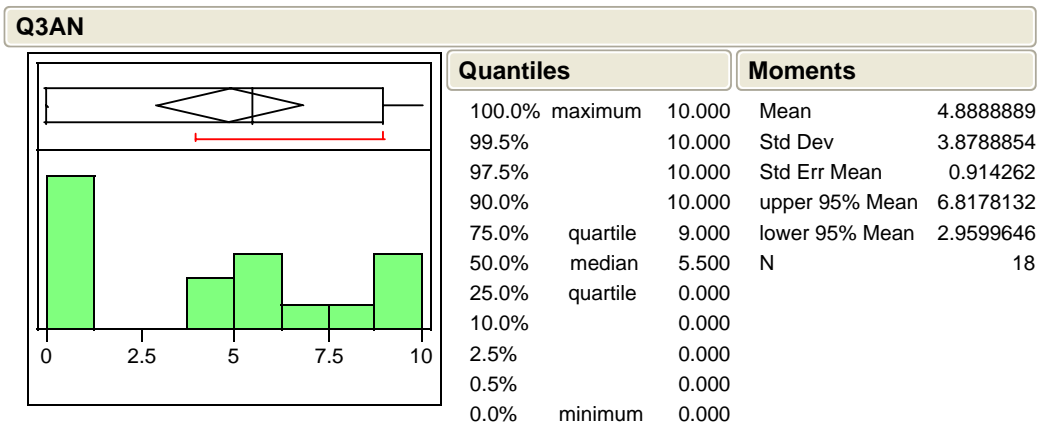 Q3AN
0 2.5 5 7.5 10
Quantiles
100.0% maximum 10.000
99.5% 10.000
97.5% 10.000
90.0% 10.000
75.0% quartile 9.000
50.0% median 5.500
25.0% quartile 0.000
10.0% 0.000
2.5% 0.000
0.5% 0.000
0.0% minimum 0.000
Moments
Mean 4.8888889
Std Dev 3.8788854
Std Err Mean 0.914262
upper 95% Mean 6.8178132
lower 95% Mean 2.9599646
N 18